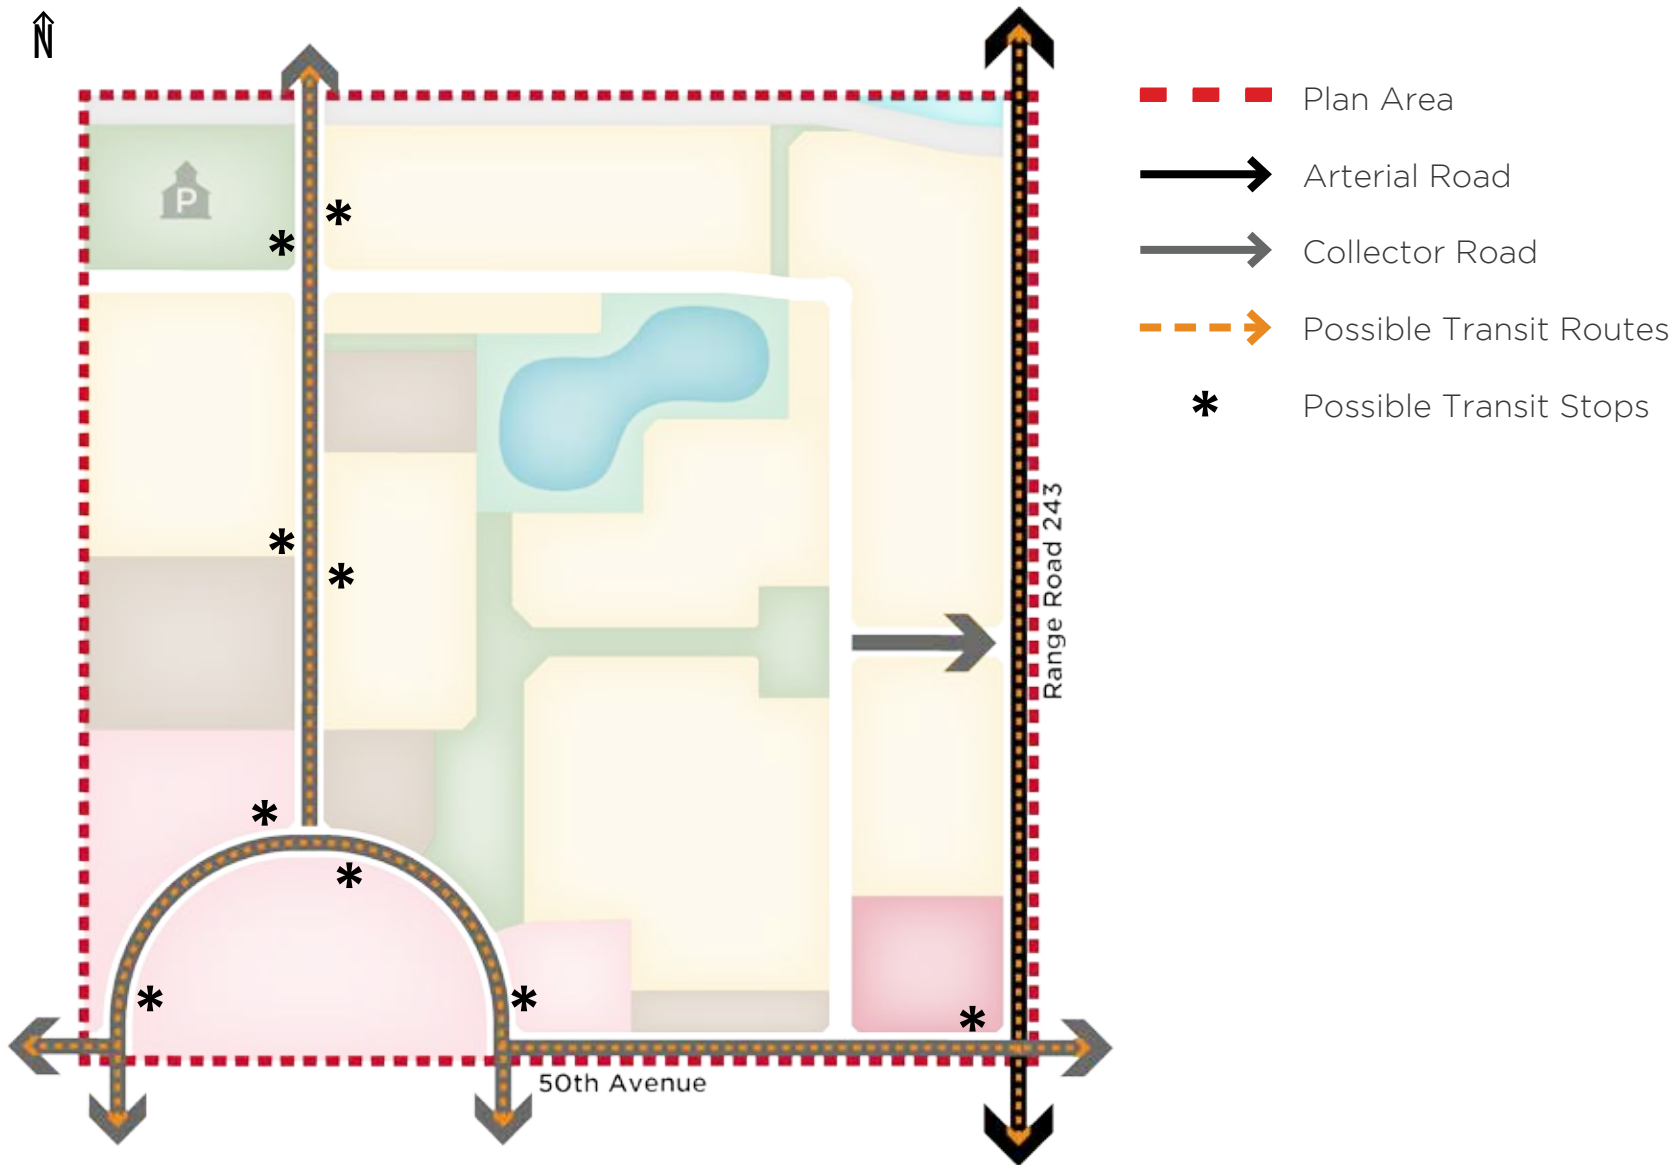 N
Plan Area
Arterial Road
Collector Road
Possible Transit Routes
* Possible Transit Stops
P
Range Road 243
50th Avenue